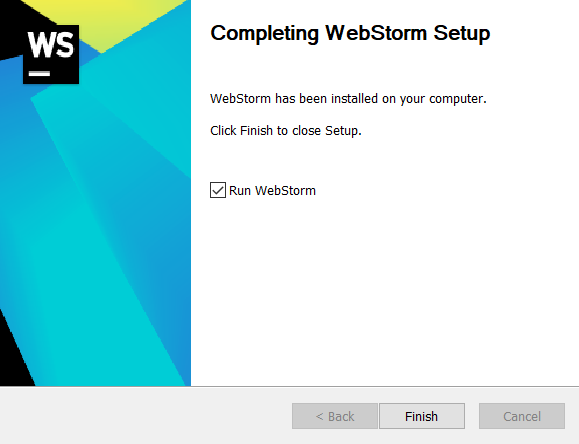 WS
Completing WebStorm Setup
WebStorm has been installed on your computer.
Click Finish to close Setup.
Run WebStorm
< Back
Finish
Cancel